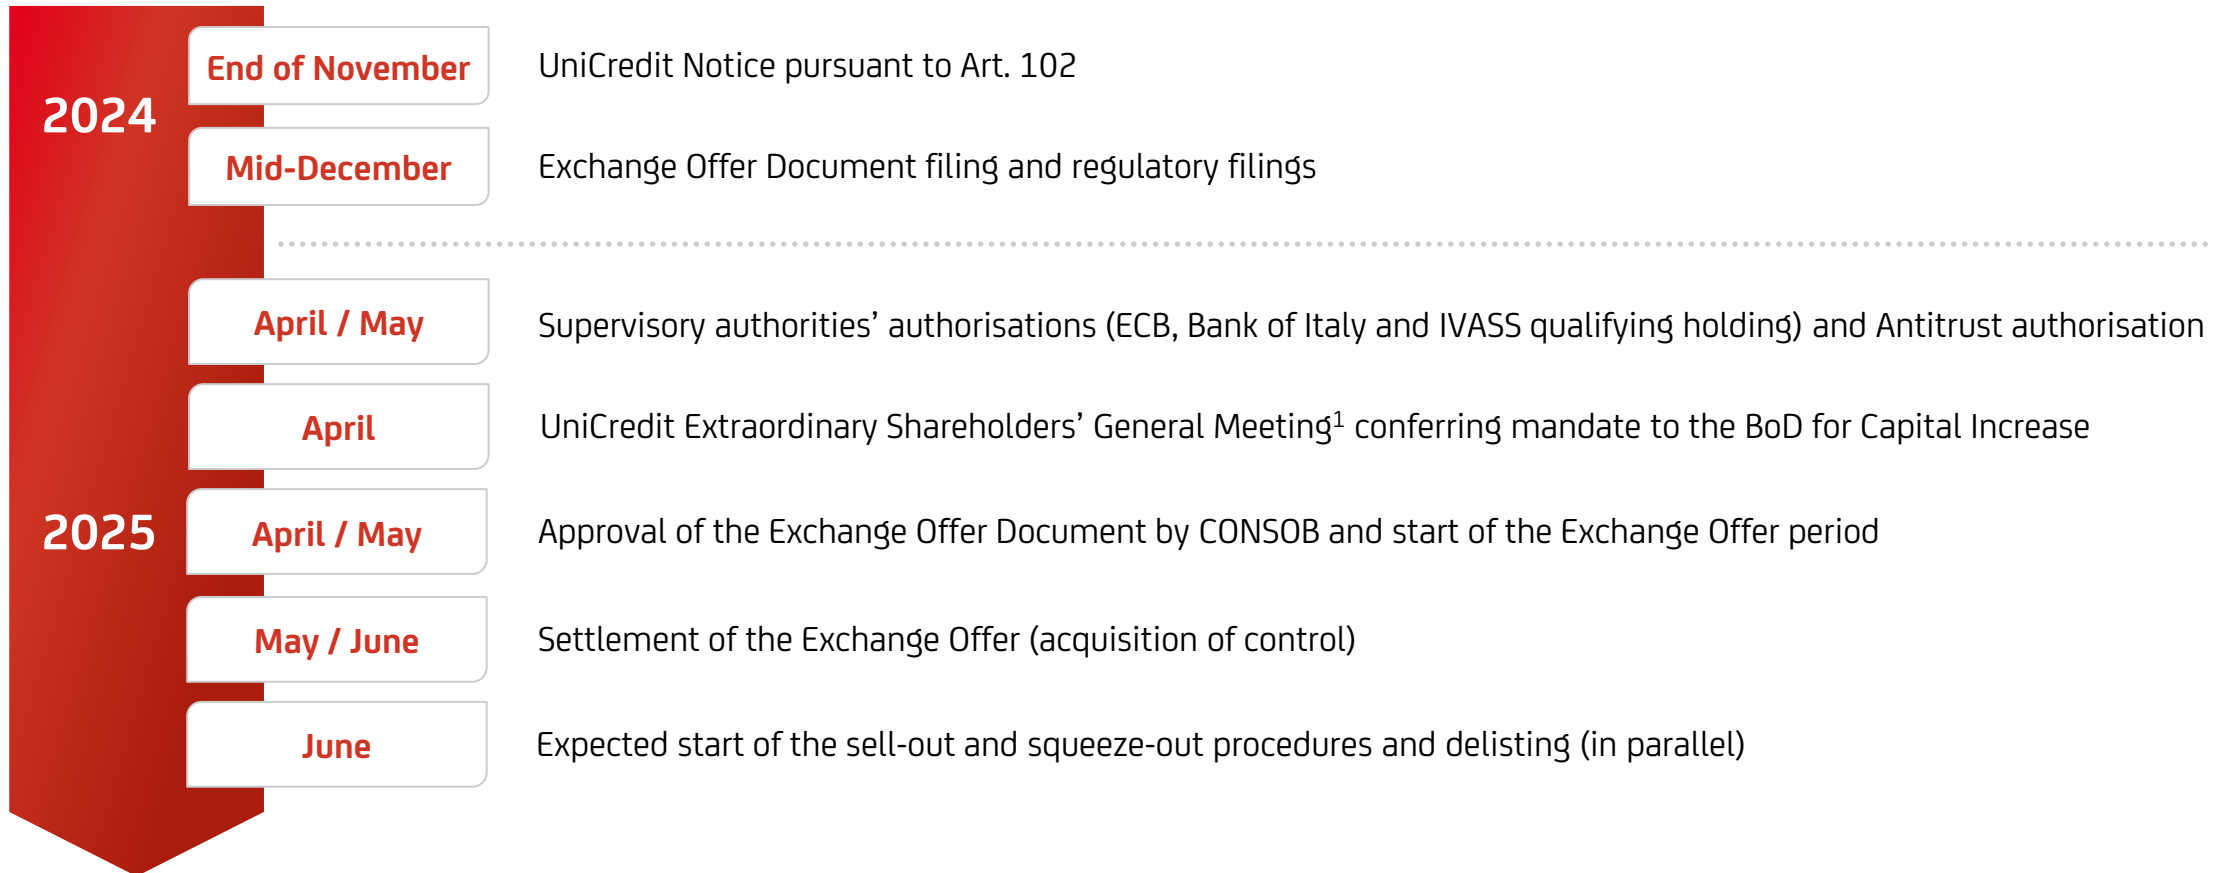 2024
End of November
UniCredit Notice pursuant to Art. 102
Mid-December
Exchange Offer Document filing and regulatory filings
2025
April / May
Supervisory authorities’ authorisations (ECB, Bank of Italy and IVASS qualifying holding) and Antitrust authorisation
April
UniCredit Extraordinary Shareholders’ General Meeting¹ conferring mandate to the BoD for Capital Increase
April / May
Approval of the Exchange Offer Document by CONSOB and start of the Exchange Offer period
May / June
Settlement of the Exchange Offer (acquisition of control)
June
Expected start of the sell-out and squeeze-out procedures and delisting (in parallel)